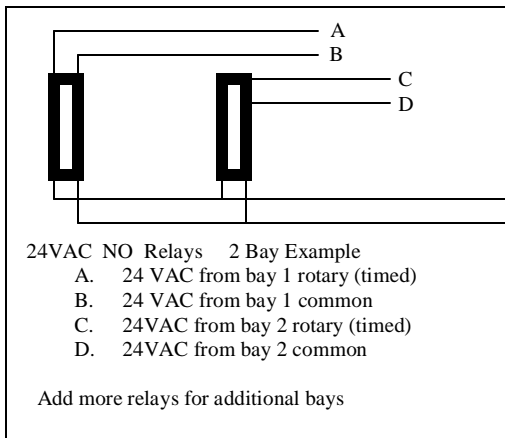 A
B
C
D
24VAC NO Relays 2 Bay Example
A. 24 VAC from bay 1 rotary (timed)
B. 24 VAC from bay 1 common
C. 24VAC from bay 2 rotary (timed)
D. 24VAC from bay 2 common
Add more relays for additional bays